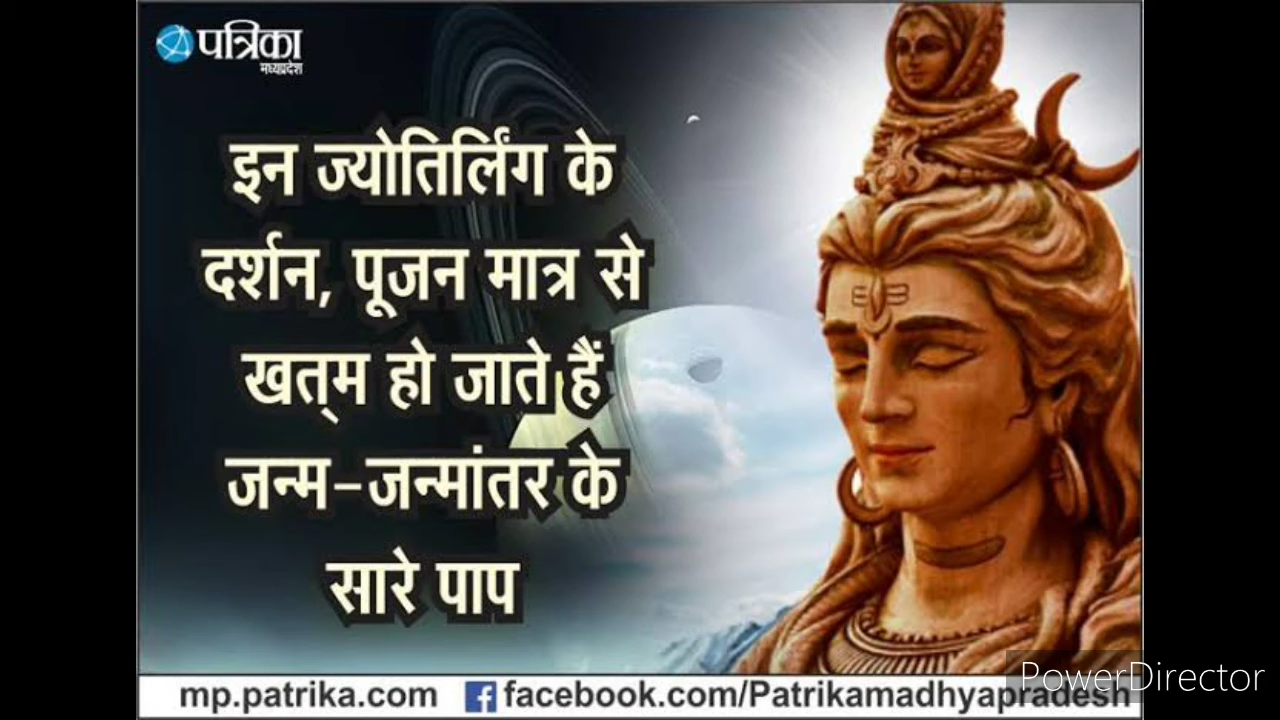 पत्रिका
मध्यप्रदेश
इन ज्योतिर्लिंग के
दर्शन, पूजन मात्र से
खत्‌म हो जाते हैं
जन्म-जन्मांतर के
सारे पाप
mp.patrika.com facebook.com/Patrikamadhyapradesh
PowerDirector